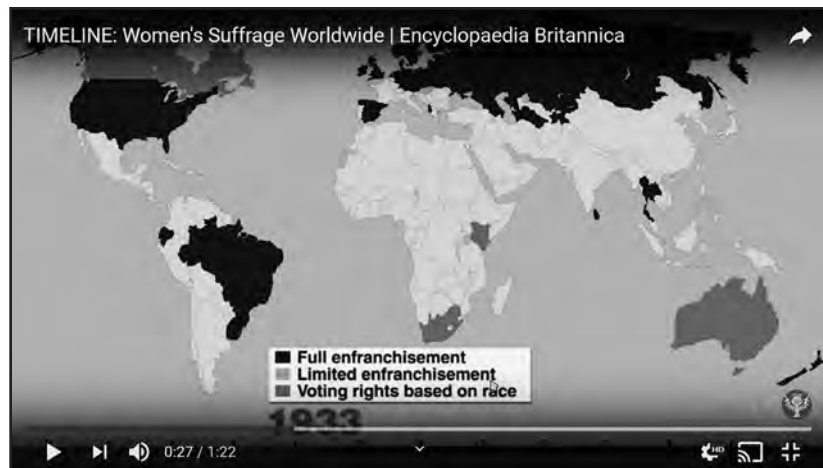 TIMELINE: Women's Suffrage Worldwide | Encyclopaedia Britannica
Full enfranchisement
Limited enfranchisement
Voting rights based on race
1933
0:27 / 1:22
HD